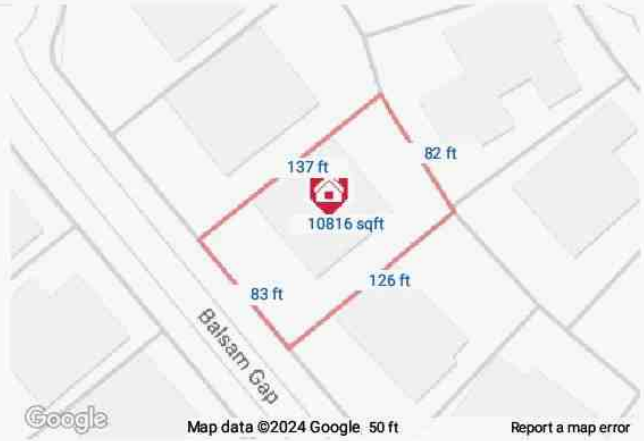 137 ft
82 ft
10816 sqft
83 ft
126 ft
Balsam Gap
Google
Map data ©2024 Google 50 ft
Report a map error